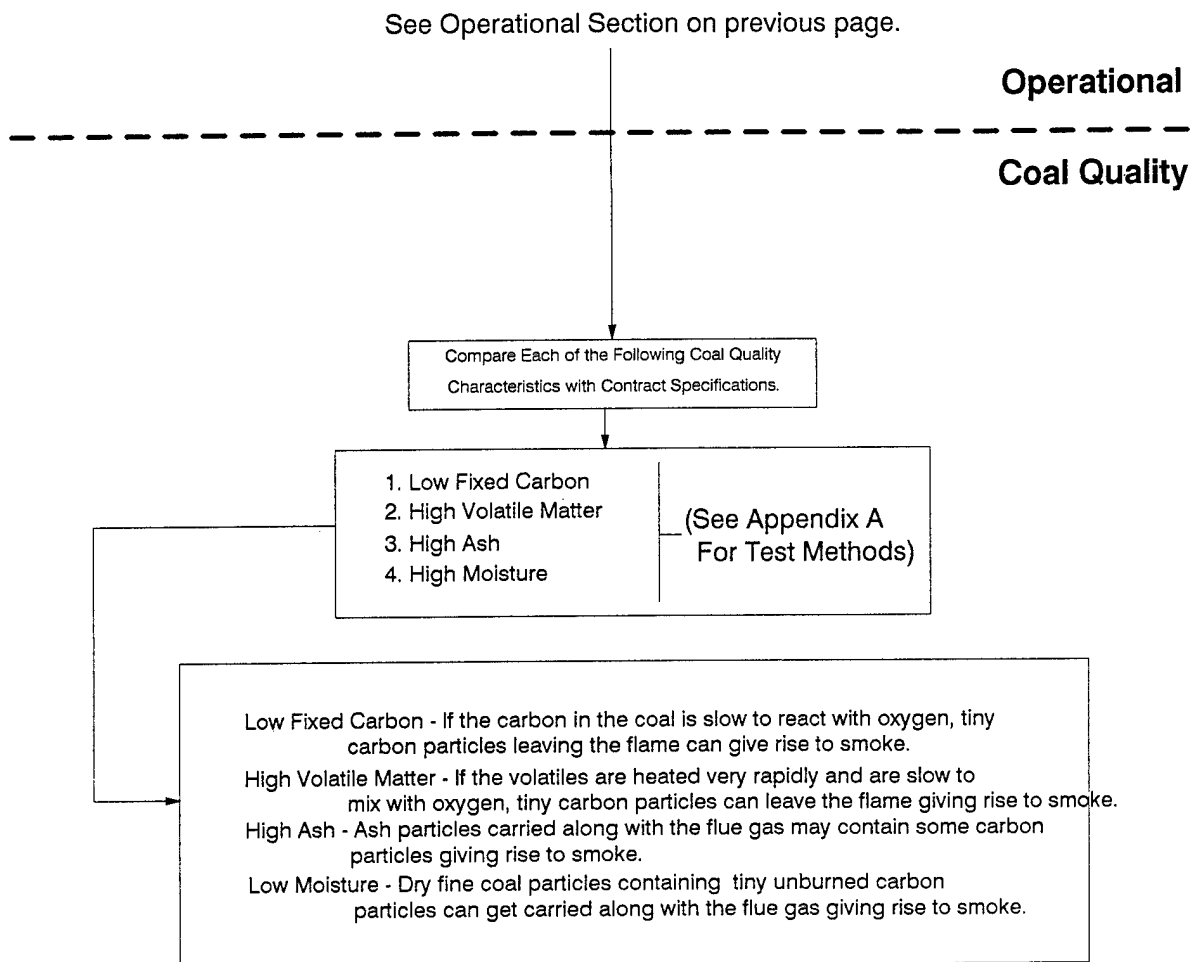 See Operational Section on previous page.
Operational
Coal Quality
Compare Each of the Following Coal Quality
Characteristics with Contract Specifications.
1. Low Fixed Carbon
2. High Volatile Matter
3. High Ash
4. High Moisture
(See Appendix A
For Test Methods)
Low Fixed Carbon - If the carbon in the coal is slow to react with oxygen, tiny
carbon particles leaving the flame can give rise to smoke.
High Volatile Matter - If the volatiles are heated very rapidly and are slow to
mix with oxygen, tiny carbon particles can leave the flame giving rise to smoke.
High Ash - Ash particles carried along with the flue gas may contain some carbon
particles giving rise to smoke.
Low Moisture - Dry fine coal particles containing tiny unburned carbon
particles can get carried along with the flue gas giving rise to smoke.